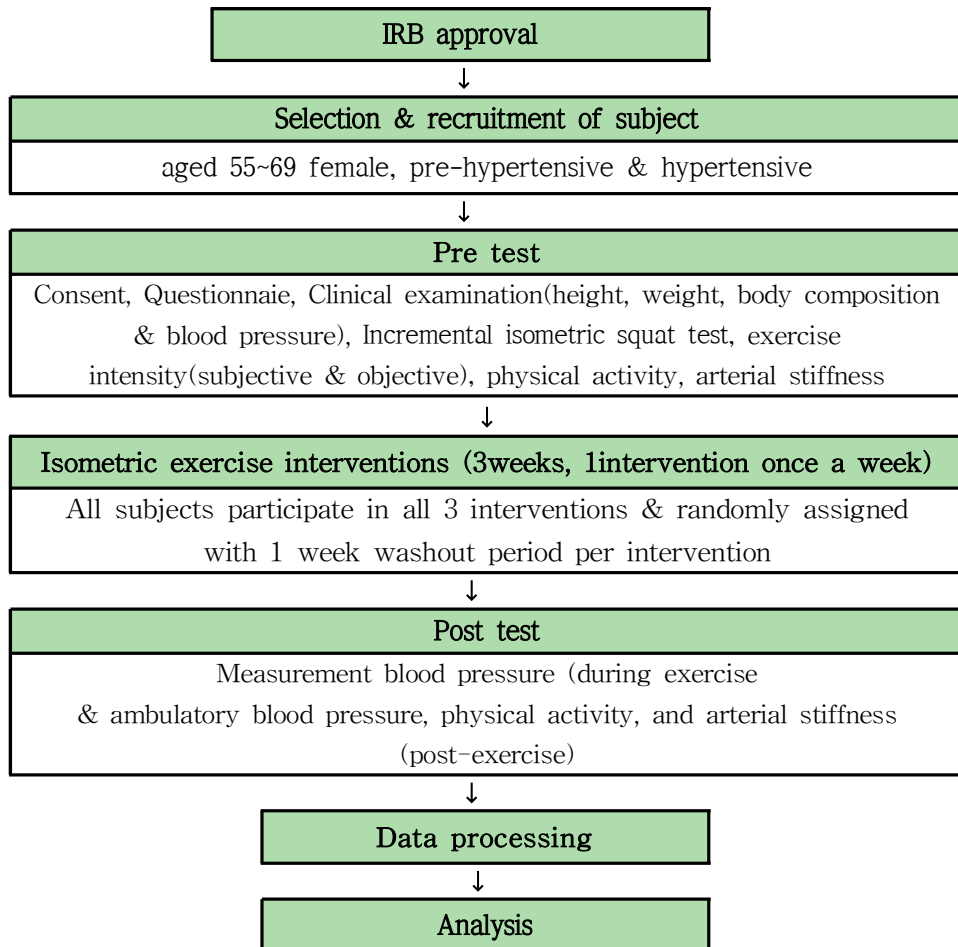 IRB approval
↓
Selection & recruitment of subject
aged 55~69 female, pre-hypertensive & hypertensive
↓
Pre test
Consent, Questionnaie, Clinical examination(height, weight, body composition
& blood pressure), Incremental isometric squat test, exercise
intensity(subjective & objective), physical activity, arterial stiffness
↓
Isometric exercise interventions (3weeks, 1intervention once a week)
All subjects participate in all 3 interventions & randomly assigned
with 1 week washout period per intervention
↓
Post test
Measurement blood pressure (during exercise
& ambulatory blood pressure, physical activity, and arterial stiffness
(post-exercise)
↓
Data processing
↓
Analysis